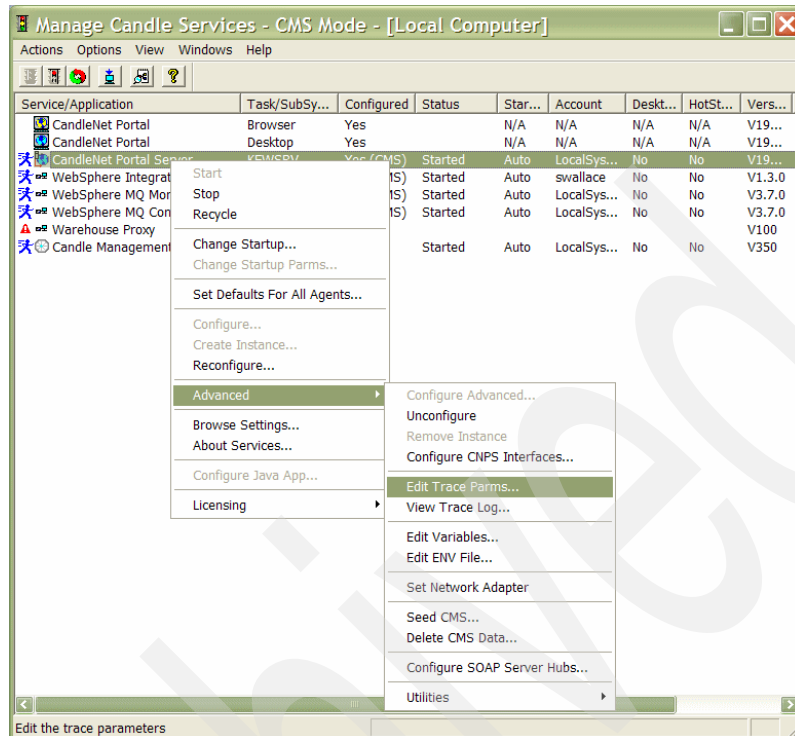 Manage Candle Services - CMS Mode - [Local Computer]
Actions Options View Windows Help
Service/Application Task/SubSy... Configured Status Star... Account Deskt... HotSt... Vers...
CandleNet Portal Browser Yes N/A N/A N/A N/A V19...
CandleNet Portal Desktop Yes N/A N/A N/A N/A V19...
CandleNet Portal Server KFWSRV Yes (CMS) Started Auto LocalSys... No No V19...
WebSphere Integrat MS) Started Auto swallace No No V1.3.0
WebSphere MQ Mor MS) Started Auto LocalSys... No No V3.7.0
WebSphere MQ Con MS) Started Auto LocalSys... No No V3.7.0
Warehouse Proxy V100
Candle Management Started Auto LocalSys... No No V350
Start
Stop
Recycle
Change Startup...
Change Startup Parms...
Set Defaults For All Agents...
Configure...
Create Instance...
Reconfigure...
Advanced
Browse Settings...
About Services...
Configure Java App...
Licensing
Configure Advanced...
Unconfigure
Remove Instance
Configure CNPS Interfaces...
Edit Trace Parms...
View Trace Log...
Edit Variables...
Edit ENV File...
Set Network Adapter
Seed CMS...
Delete CMS Data...
Configure SOAP Server Hubs...
Utilities
Edit the trace parameters